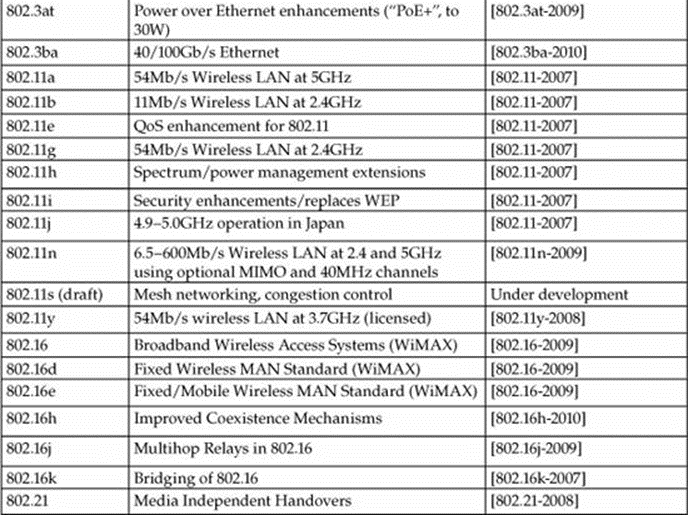 802.3at Power over Ethernet enhancements (“PoE+”, to [802.3at-2009]
30W)
802.3ba 40/100Gb/s Ethernet [802.3ba-2010]
802.11a 54Mb/s Wireless LAN at 5GHz [802.11-2007]
802.11b 11Mb/s Wireless LAN at 2.4GHz [802.11-2007]
802.11e QoS enhancement for 802.11 [802.11-2007]
802.11g 54Mb/s Wireless LAN at 2.4GHz [802.11-2007]
802.11h Spectrum/power management extensions [802.11-2007]
802.11i Security enhancements/replaces WEP [802.11-2007]
802.11j 4.9–5.0GHz operation in Japan [802.11-2007]
802.11n 6.5–600Mb/s Wireless LAN at 2.4 and 5GHz [802.11n-2009]
using optional MIMO and 40MHz channels
802.11s (draft) Mesh networking, congestion control Under development
802.11y 54Mb/s wireless LAN at 3.7GHz (licensed) [802.11y-2008]
802.16 Broadband Wireless Access Systems (WiMAX) [802.16-2009]
802.16d Fixed Wireless MAN Standard (WiMAX) [802.16-2009]
802.16e Fixed/Mobile Wireless MAN Standard (WiMAX) [802.16-2009]
802.16h Improved Coexistence Mechanisms [802.16h-2010]
802.16j Multihop Relays in 802.16 [802.16j-2009]
802.16k Bridging of 802.16 [802.16k-2007]
802.21 Media Independent Handovers [802.21-2008]